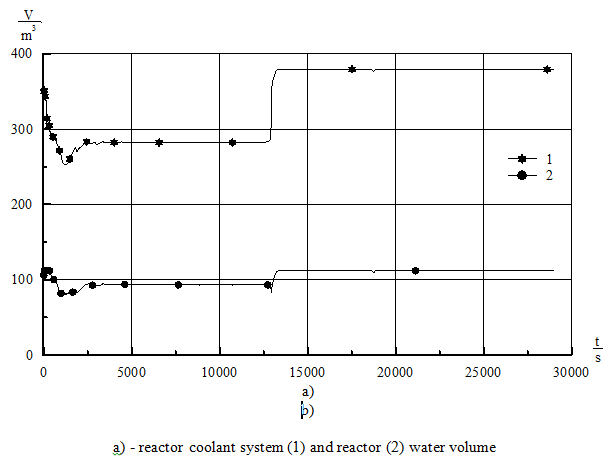 V
m³
400
300
200
100
0
1
2
0 5000 10000 15000 20000 25000 30000
t
s
a)
b)
a) - reactor coolant system (1) and reactor (2) water volume